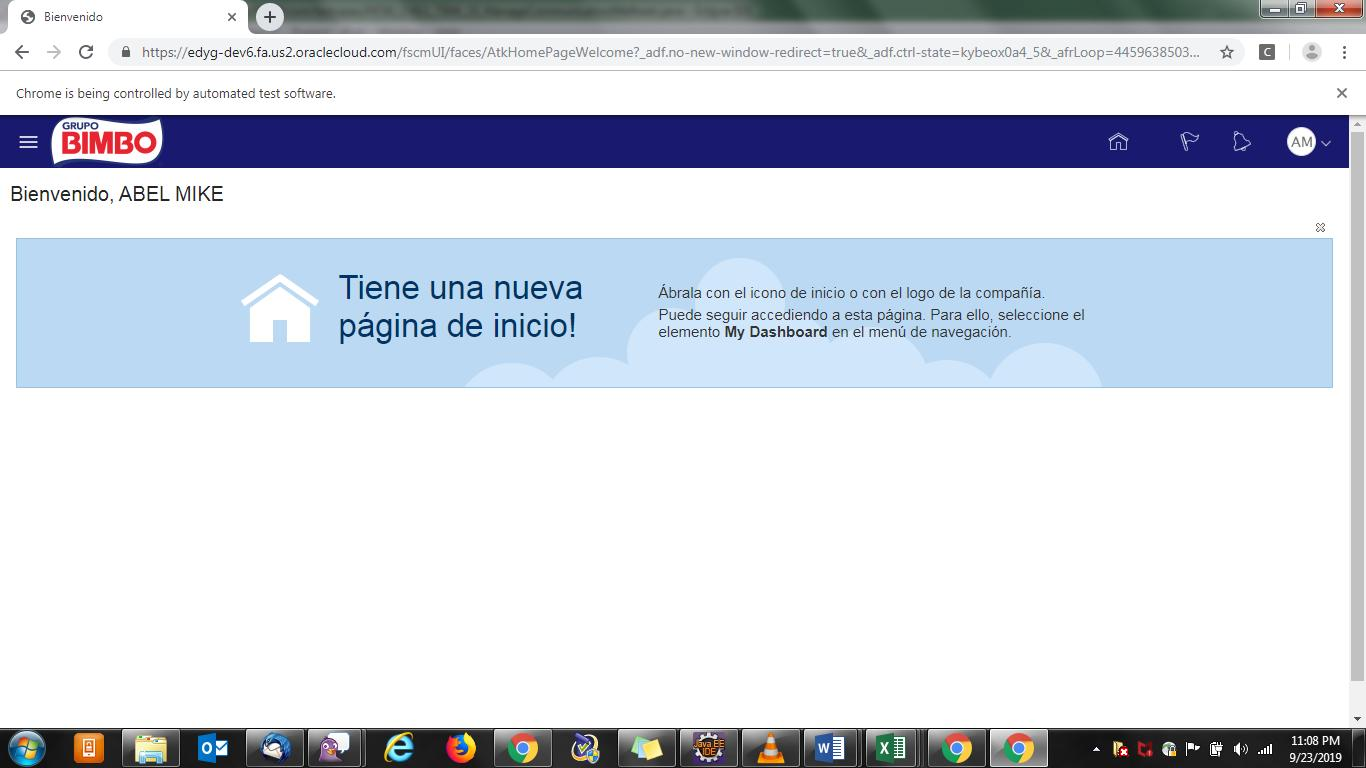 Bienvenido
https://edyg-dev6.fa.us2.oraclecloud.com/fscmUI/faces/AtkHomePageWelcome?_adf.no-new-window-redirect=true&_adf.ctrl-state=kybeox0a4_5&_afrLoop=4459638503...
C
Chrome is being controlled by automated test software.
GRUPO
BIMBO
AM
Bienvenido, ABEL MIKE
Tiene una nueva
página de inicio!
Ábrala con el icono de inicio o con el logo de la compañía.
Puede seguir accediendo a esta página. Para ello, seleccione el
elemento My Dashboard en el menú de navegación.
Java EE
IDE
11:08 PM
9/23/2019